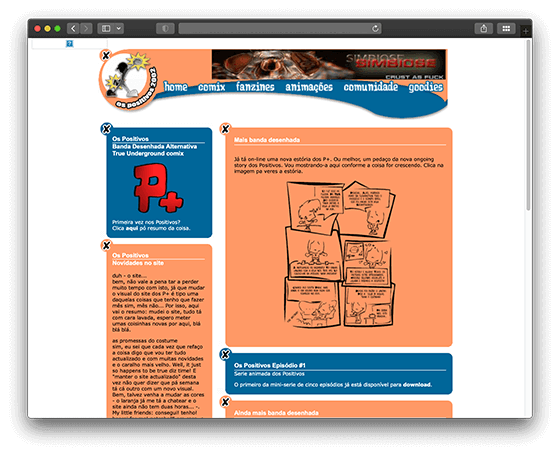 SIMBIOSE
SIMBIOSE
CRUST AS FUCK
os positivos 2002
home comix fanzines animações comunidade goodies
Os Positivos
Banda Desenhada Alternativa
True Underground comix
P+
Primeira vez nos Positivos?
Clica aqui pó resumo da coisa.
Os Positivos
Novidades no site
duh - o site...
bem, não vale a pena tar a perder
muito tempo com isto, já que mudar
o visual do site dos P+ é tipo uma
daquelas coisas que tenho que fazer
mês sim, mês não... Por isso, aqui
vai o resumo: mudei o site, tudo tá
com cara lavada, espero meter
umas coisinhas novas por aqui, blá
blá blá.
as promessas do costume
sim, eu sei que cada vez que refaço
a coisa digo que vou ter tudo
actualizado e com muitas novidades
e o caralho mais velho. Well, it just
so happens to be true diz time! É
"manter o site actualizado" desta
vez não quer dizer que pá semana
tá cá outro com um novo visual.
Bem, talvez venha a mudar as cores
- o laranja já me tá a chatear e o
site ainda não tem duas horas... -.
My little friends: consegui! tenho!
Mais banda desenhada
Já tá on-line uma nova estória dos P+. Ou melhor, um pedaço da nova ongoing
story dos Positivos. Vou mostrando-a aqui conforme a coisa for crescendo. Clica na
imagem pa veres a estória.
Os Positivos Episódio #1
Serie animada dos Positivos
O primeiro da mini-serie de cinco episódios já está disponível para download.
Ainda mais banda desenhada